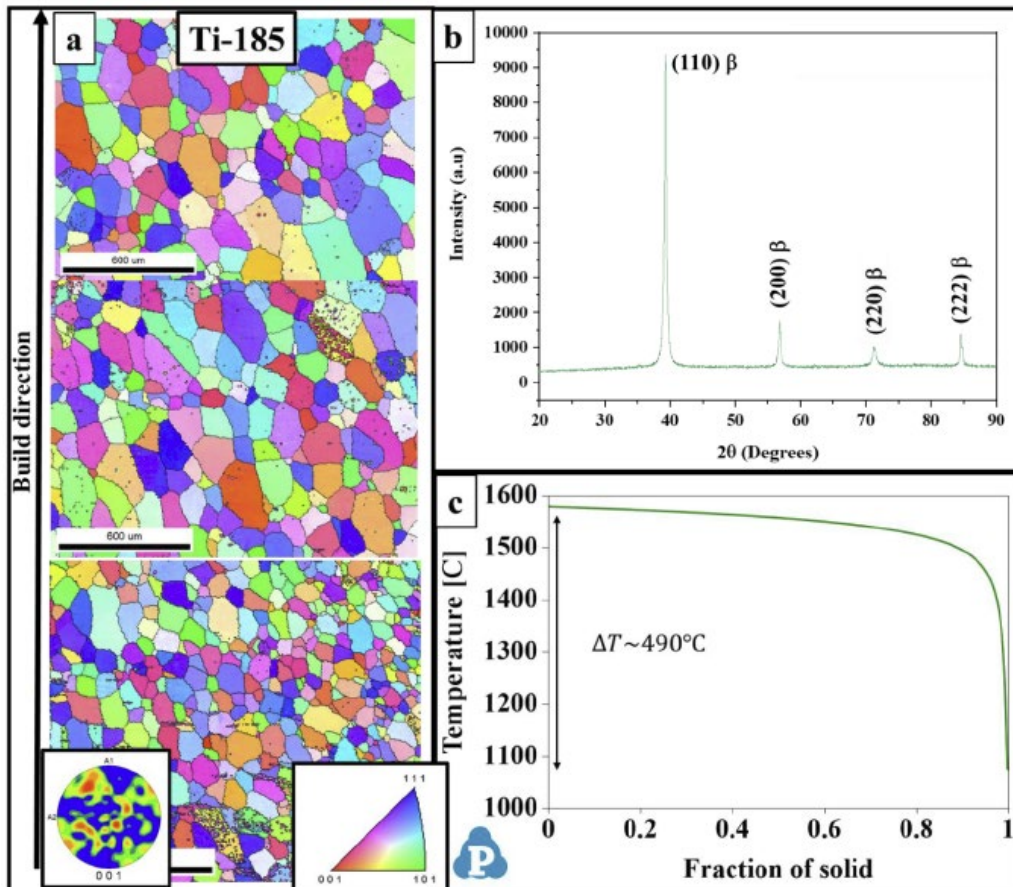 Build direction
a
Ti-185
600 um
600 um
A1
A2
0 0 1
1 1 1
0 0 1
1 0 1
b
10000
9000
8000
7000
6000
5000
4000
3000
2000
1000
0
Intensity (a.u)
(110) β
(200) β
(220) β
(222) β
20 30 40 50 60 70 80 90
2θ (Degrees)
c
1600
1500
1400
1300
1200
1100
1000
Temperature [C]
ΔT~490°C
0 0.2 0.4 0.6 0.8 1
Fraction of solid
P